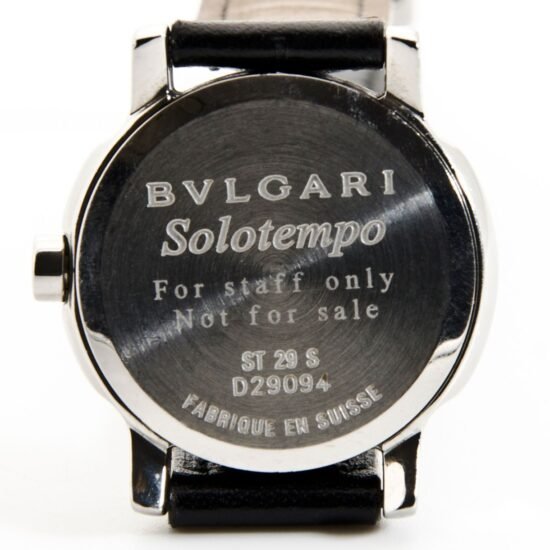 BVLGARI
Solotempo
For staff only
Not for sale
ST 29 S
D29094
FABRIQUE EN SUISSE